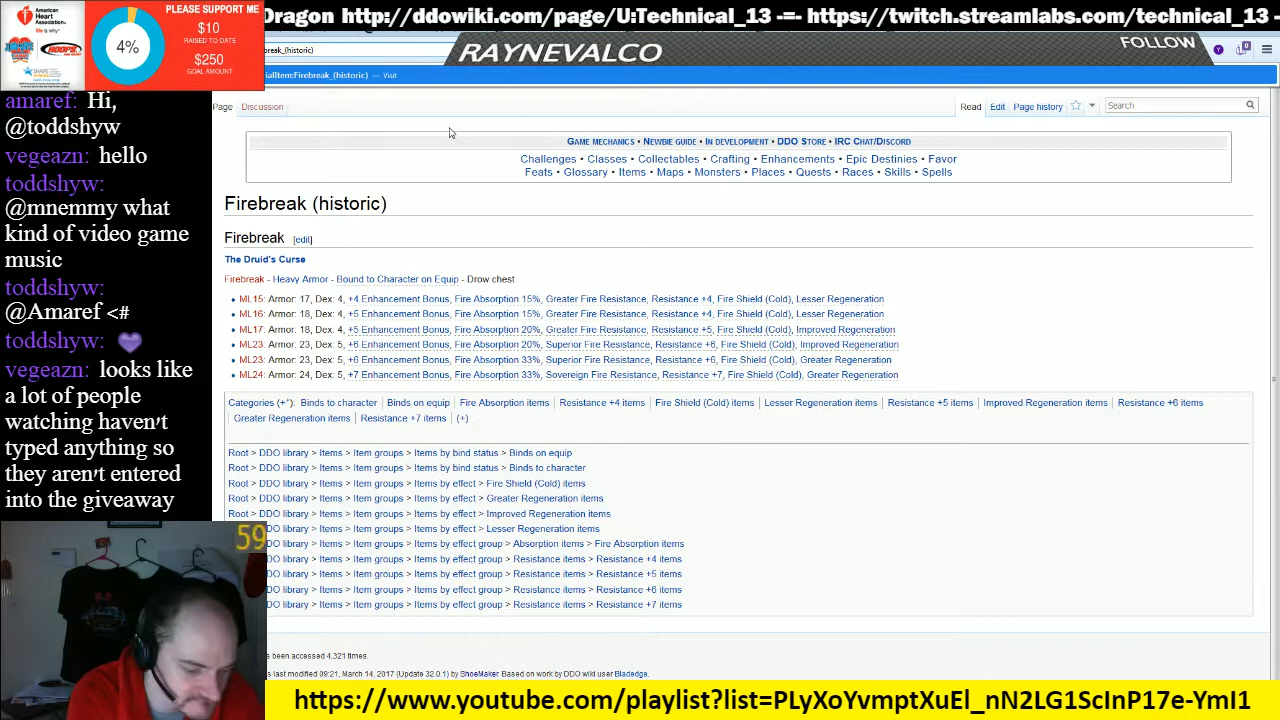 American
Heart
Association®
life is why™
HOOPS
4%
PLEASE SUPPORT ME
$10
RAISED TO DATE
$250
GOAL AMOUNT
Dragon http://ddowiki.com/page/U:Technical_13 -=- https://twitch.streamlabs.com/technical_13 -
RAYNEVALCO
FOLLOW
eak_(historic)
ialItem:Firebreak_(historic) — Visit
amaref: Hi,
@toddshyw
vegeazn: hello
toddshyw:
@mnemmy what
kind of video game
music
toddshyw:
@Amaref <#
toddshyw: 💜
vegeazn: looks like
a lot of people
watching haven't
typed anything so
they aren't entered
into the giveaway
59
Page Discussion Read Edit Page history Search
Game mechanics • Newbie guide • In development • DDO Store • IRC Chat/Discord
Challenges • Classes • Collectables • Crafting • Enhancements • Epic Destinies • Favor
Feats • Glossary • Items • Maps • Monsters • Places • Quests • Races • Skills • Spells
Firebreak (historic)
Firebreak [edit]
The Druid's Curse
Firebreak - Heavy Armor - Bound to Character on Equip - Drow chest
• ML15: Armor: 17, Dex: 4, +4 Enhancement Bonus, Fire Absorption 15%, Greater Fire Resistance, Resistance +4, Fire Shield (Cold), Lesser Regeneration
• ML16: Armor: 18, Dex: 4, +5 Enhancement Bonus, Fire Absorption 15%, Greater Fire Resistance, Resistance +4, Fire Shield (Cold), Lesser Regeneration
• ML17: Armor: 18, Dex: 4, +5 Enhancement Bonus, Fire Absorption 20%, Greater Fire Resistance, Resistance +5, Fire Shield (Cold), Improved Regeneration
• ML23: Armor: 23, Dex: 5, +6 Enhancement Bonus, Fire Absorption 20%, Superior Fire Resistance, Resistance +6, Fire Shield (Cold), Improved Regeneration
• ML23: Armor: 23, Dex: 5, +6 Enhancement Bonus, Fire Absorption 33%, Superior Fire Resistance, Resistance +6, Fire Shield (Cold), Greater Regeneration
• ML24: Armor: 24, Dex: 5, +7 Enhancement Bonus, Fire Absorption 33%, Sovereign Fire Resistance, Resistance +7, Fire Shield (Cold), Greater Regeneration
Categories (+⁺): Binds to character | Binds on equip | Fire Absorption items | Resistance +4 items | Fire Shield (Cold) items | Lesser Regeneration items | Resistance +5 items | Improved Regeneration items | Resistance +6 items
Greater Regeneration items | Resistance +7 items | (+)
Root > DDO library > Items > Item groups > Items by bind status > Binds on equip
Root > DDO library > Items > Item groups > Items by bind status > Binds to character
Root > DDO library > Items > Item groups > Items by effect > Fire Shield (Cold) items
Root > DDO library > Items > Item groups > Items by effect > Greater Regeneration items
Root > DDO library > Items > Item groups > Items by effect > Improved Regeneration items
DO library > Items > Item groups > Items by effect > Lesser Regeneration items
DO library > Items > Item groups > Items by effect group > Absorption items > Fire Absorption items
DO library > Items > Item groups > Items by effect group > Resistance items > Resistance +4 items
DO library > Items > Item groups > Items by effect group > Resistance items > Resistance +5 items
DO library > Items > Item groups > Items by effect group > Resistance items > Resistance +6 items
DO library > Items > Item groups > Items by effect group > Resistance items > Resistance +7 items
been accessed 4,321 times.
s last modified 09:21, March 14, 2017 (Update 32.0.1) by ShoeMaker. Based on work by DDO wiki user Bladedge.
https://www.youtube.com/playlist?list=PLyXoYvmptXuEl_nN2LG1ScInP17e-YmI1